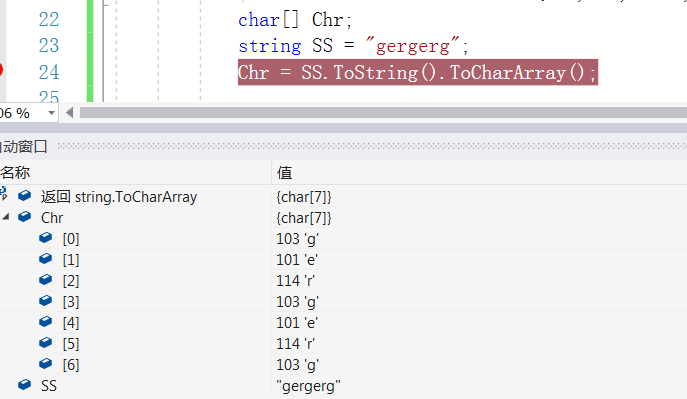 22 char[] Chr;
23 string SS = "gergerg";
24 Chr = SS.ToString().ToCharArray();
25
06 %
自动窗口
名称 值
返回 string.ToCharArray {char[7]}
Chr {char[7]}
[0] 103 'g'
[1] 101 'e'
[2] 114 'r'
[3] 103 'g'
[4] 101 'e'
[5] 114 'r'
[6] 103 'g'
SS "gergerg"